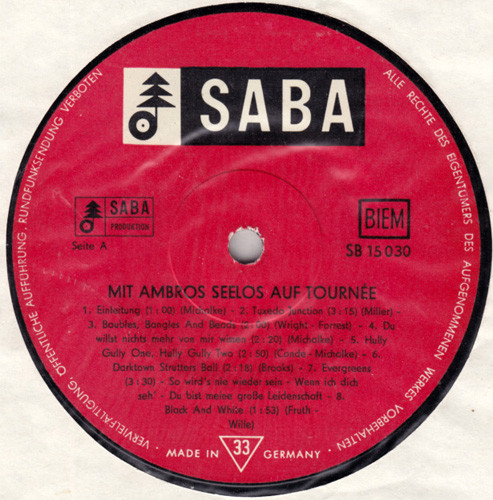 SABA
ALLE RECHTE DES EIGENTÜMERS DES AUFGENOMMENEN WERKES VORBEHALTEN
VERVIELFÄLTIGUNG, ÖFFENTLICHE AUFFÜHRUNG, RUNDFUNKSENDUNG VERBOTEN
SABA
PRODUKTION
Seite A
BIEM
SB 15 030
MIT AMBROS SEELOS AUF TOURNÉE
1. Einleitung (1:00) (Michalke) - 2. Tuxedo Junction (3:15) (Miller) -
3. Baubles, Bangles And Beads (2:00) (Wright - Forrest) - 4. Du
willst nichts mehr von mir wissen (2:20) (Michalke) - 5. Hully
Gully One, Hully Gully Two (2:50) (Conde - Michalke) - 6.
Darktown Strutters Ball (2:18) (Brooks) - 7. Evergreens
(3:30) - So wird's nie wieder sein - Wenn ich dich
seh' - Du bist meine große Leidenschaft - 8.
Black And White (1:53) (Fruth -
Wille)
MADE IN 33 GERMANY